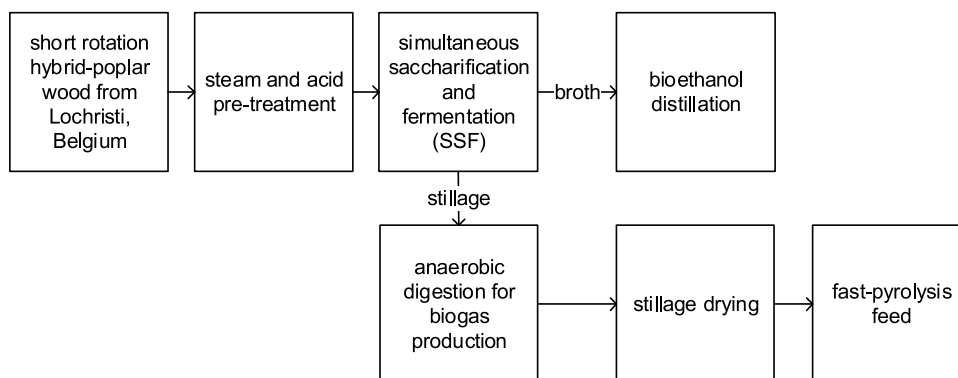 short rotation
hybrid-poplar
wood from
Lochristi,
Belgium
steam and acid
pre-treatment
simultaneous
saccharification
and
fermentation
(SSF)
broth
bioethanol
distillation
stillage
anaerobic
digestion for
biogas
production
stillage drying
fast-pyrolysis
feed